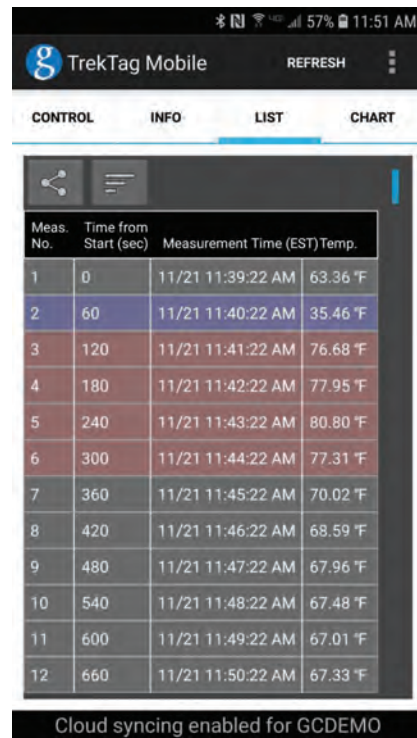 57% 11:51 AM
g TrekTag Mobile REFRESH
CONTROL INFO LIST CHART
Meas. No. Time from Start (sec) Measurement Time (EST) Temp.
1 0 11/21 11:39:22 AM 63.36 °F
2 60 11/21 11:40:22 AM 35.46 °F
3 120 11/21 11:41:22 AM 76.68 °F
4 180 11/21 11:42:22 AM 77.95 °F
5 240 11/21 11:43:22 AM 80.80 °F
6 300 11/21 11:44:22 AM 77.31 °F
7 360 11/21 11:45:22 AM 70.02 °F
8 420 11/21 11:46:22 AM 68.59 °F
9 480 11/21 11:47:22 AM 67.96 °F
10 540 11/21 11:48:22 AM 67.48 °F
11 600 11/21 11:49:22 AM 67.01 °F
12 660 11/21 11:50:22 AM 67.33 °F
Cloud syncing enabled for GCDEMO